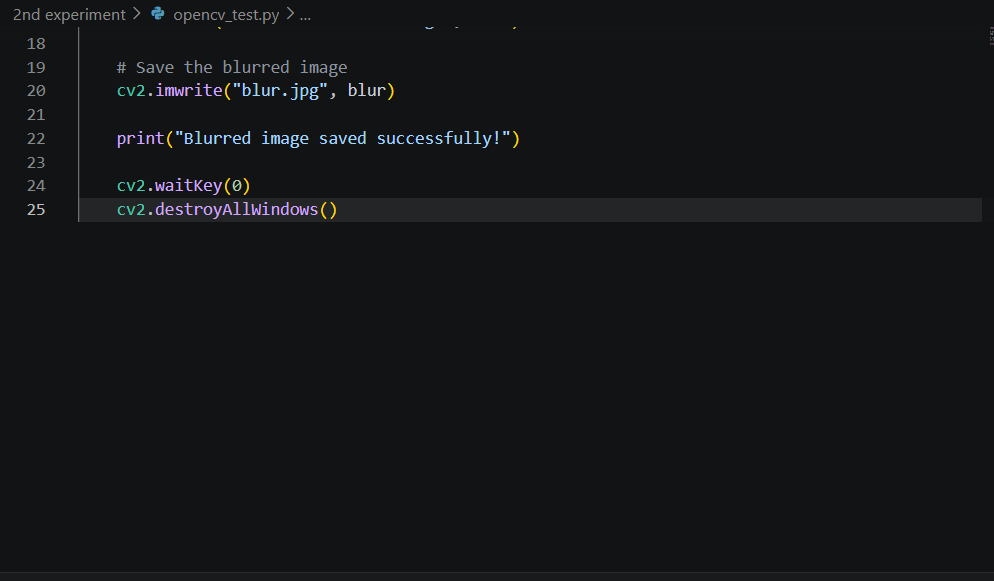 2nd experiment > opencv_test.py > ...
18
19 # Save the blurred image
20 cv2.imwrite("blur.jpg", blur)
21
22 print("Blurred image saved successfully!")
23
24 cv2.waitKey(0)
25 cv2.destroyAllWindows()